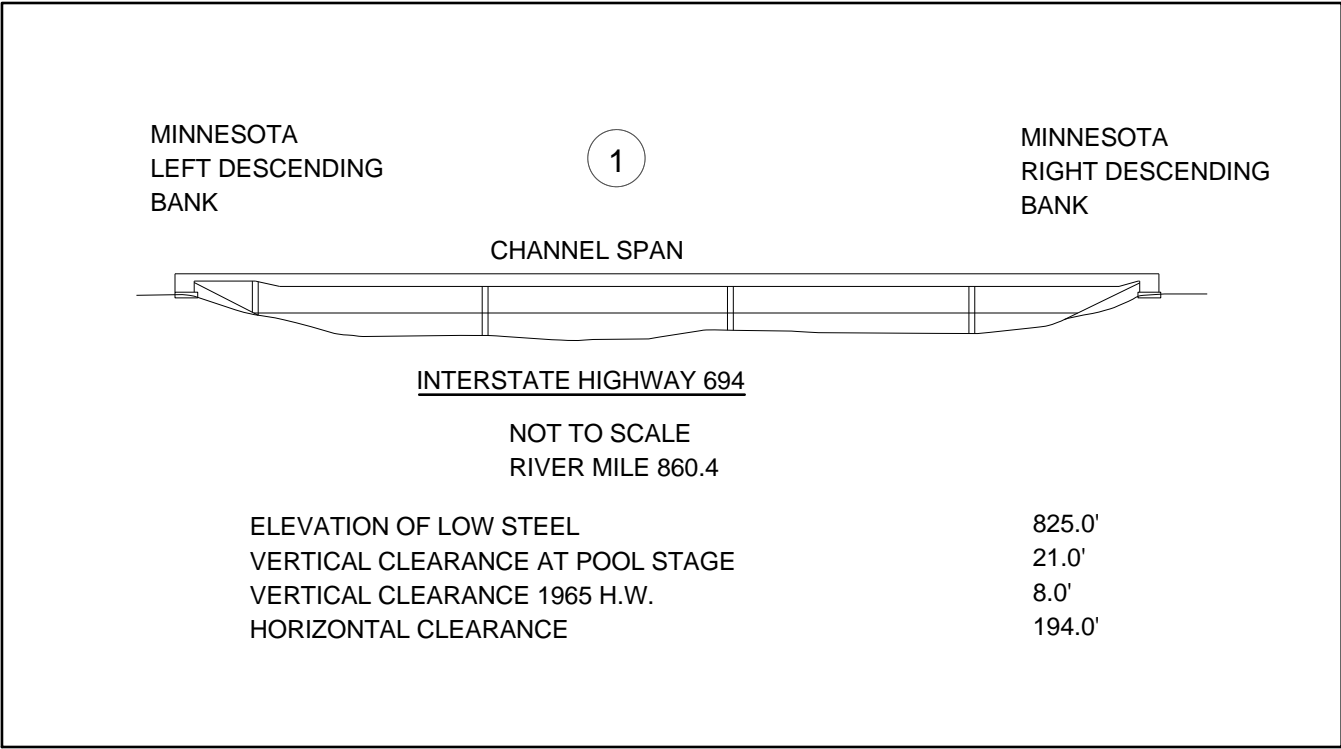 MINNESOTA
LEFT DESCENDING
BANK
1
MINNESOTA
RIGHT DESCENDING
BANK
CHANNEL SPAN
INTERSTATE HIGHWAY 694
NOT TO SCALE
RIVER MILE 860.4
ELEVATION OF LOW STEEL 825.0'
VERTICAL CLEARANCE AT POOL STAGE 21.0'
VERTICAL CLEARANCE 1965 H.W. 8.0'
HORIZONTAL CLEARANCE 194.0'